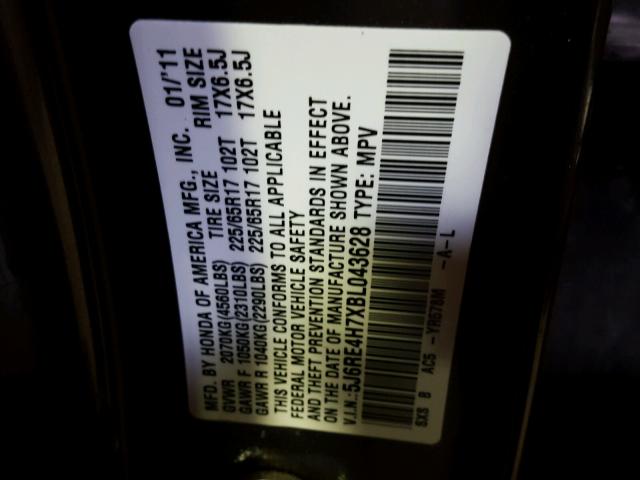 MFD. BY HONDA OF AMERICA MFG., INC. 01/'11
GVWR 2070KG(4560LBS) TIRE SIZE RIM SIZE
GAWR F 1050KG(2310LBS) 225/65R17 102T 17X6.5J
GAWR R 1040KG(2290LBS) 225/65R17 102T 17X6.5J
THIS VEHICLE CONFORMS TO ALL APPLICABLE
FEDERAL MOTOR VEHICLE SAFETY
AND THEFT PREVENTION STANDARDS IN EFFECT
ON THE DATE OF MANUFACTURE SHOWN ABOVE.
V.I.N.:5J6RE4H7XBL043628 TYPE: MPV
SXS B AC5 -YR578M -A-L